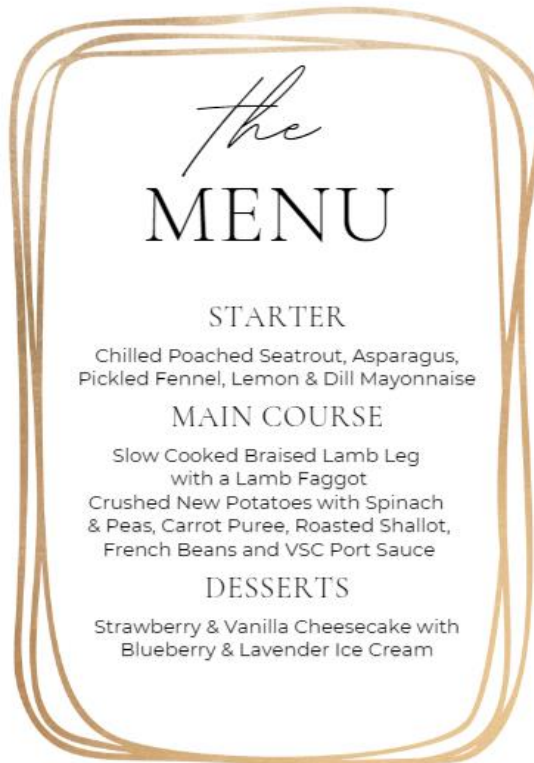 the
MENU
STARTER
Chilled Poached Seatrout, Asparagus,
Pickled Fennel, Lemon & Dill Mayonnaise
MAIN COURSE
Slow Cooked Braised Lamb Leg
with a Lamb Faggot
Crushed New Potatoes with Spinach
& Peas, Carrot Puree, Roasted Shallot,
French Beans and VSC Port Sauce
DESSERTS
Strawberry & Vanilla Cheesecake with
Blueberry & Lavender Ice Cream